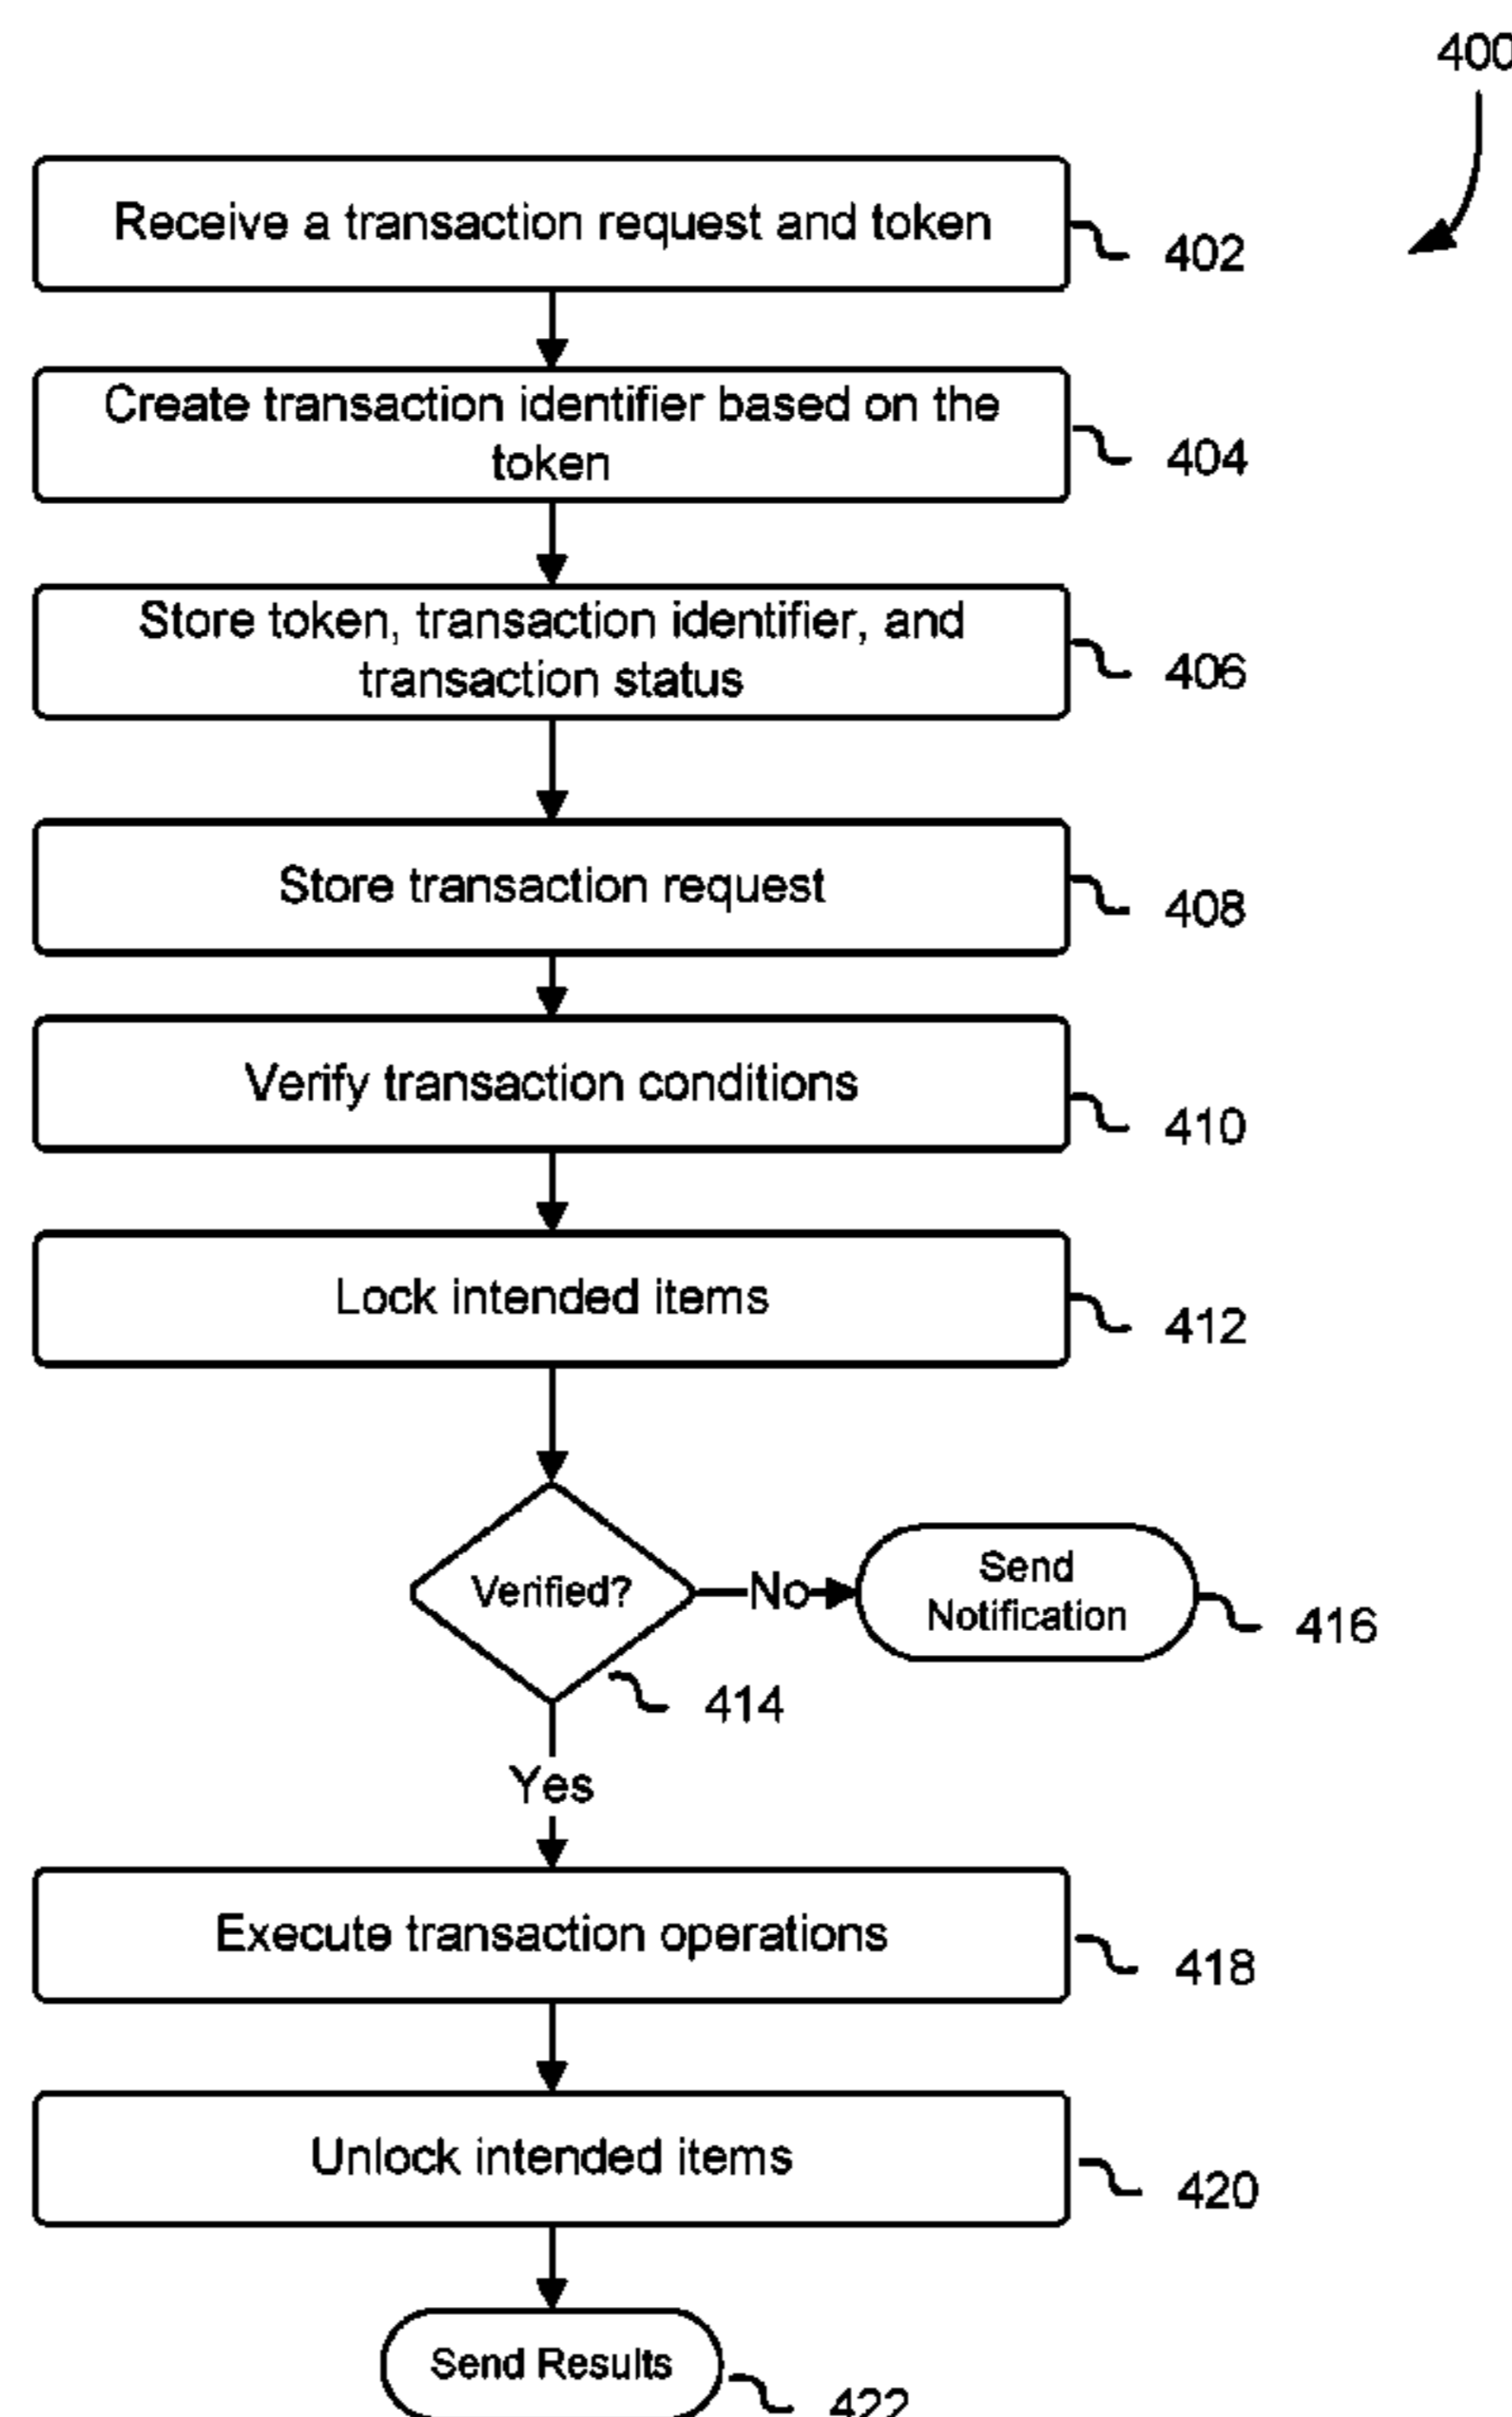 400
Receive a transaction request and token
402
Create transaction identifier based on the
token
404
Store token, transaction identifier, and
transaction status
406
Store transaction request
408
Verify transaction conditions
410
Lock intended items
412
Verified?
No
Send
Notification
416
414
Yes
Execute transaction operations
418
Unlock intended items
420
Send Results
422